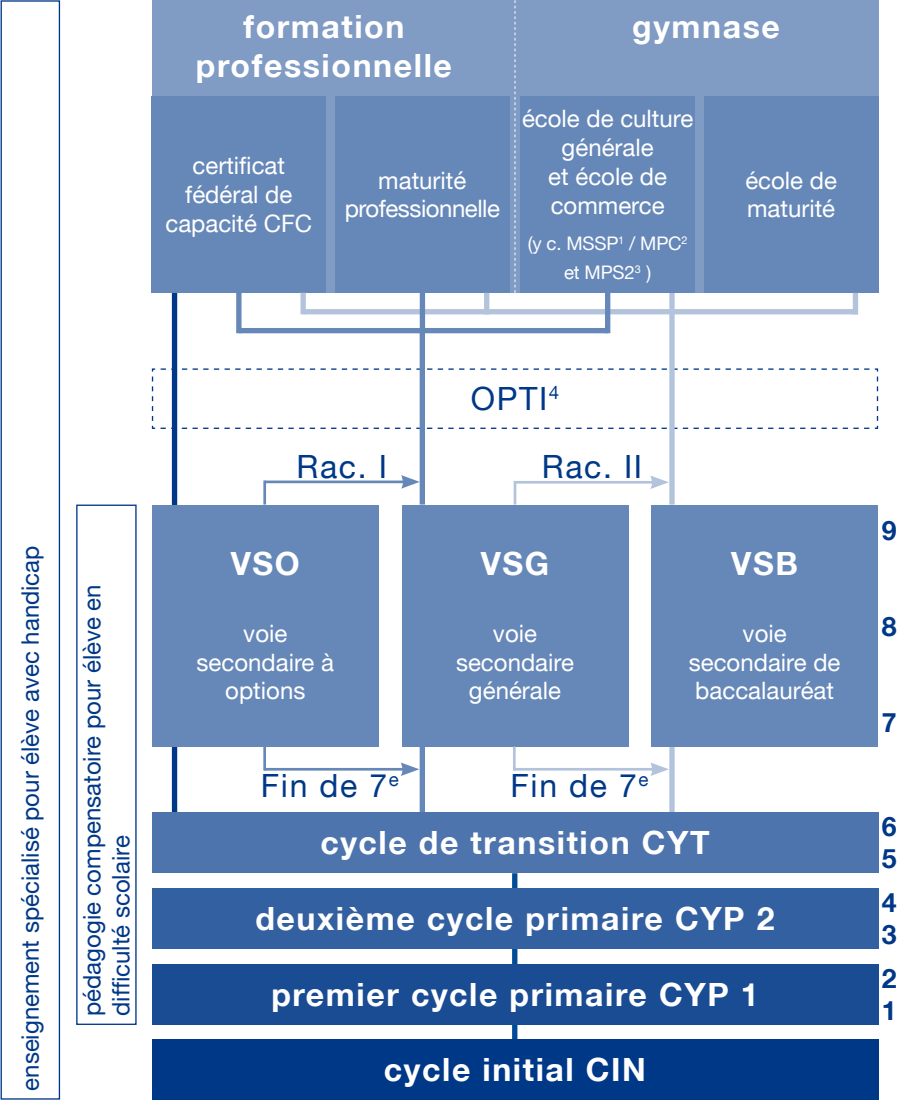 formation
professionnelle
gymnase
certificat
fédéral de
capacité CFC
maturité
professionnelle
école de culture
générale
et école de
commerce
(y c. MSSP¹ / MPC²
et MPS2³ )
école de
maturité
OPTI⁴
Rac. I
Rac. II
VSO
voie
secondaire à
options
VSG
voie
secondaire
générale
VSB
voie
secondaire de
baccalauréat
9
8
7
Fin de 7ᵉ
Fin de 7ᵉ
cycle de transition CYT
6
5
deuxième cycle primaire CYP 2
4
3
premier cycle primaire CYP 1
2
1
cycle initial CIN
enseignement spécialisé pour élève avec handicap
pédagogie compensatoire pour élève en
difficulté scolaire